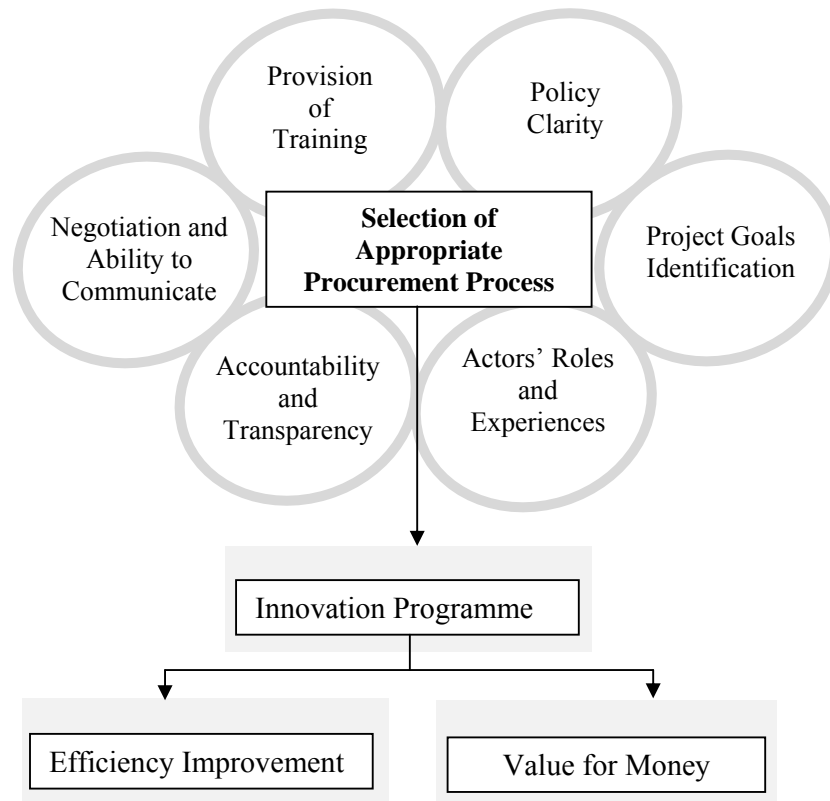 Provision
of
Training
Policy
Clarity
Negotiation and
Ability to
Communicate
Selection of
Appropriate
Procurement Process
Project Goals
Identification
Accountability
and
Transparency
Actors’ Roles
and
Experiences
Innovation Programme
Efficiency Improvement
Value for Money